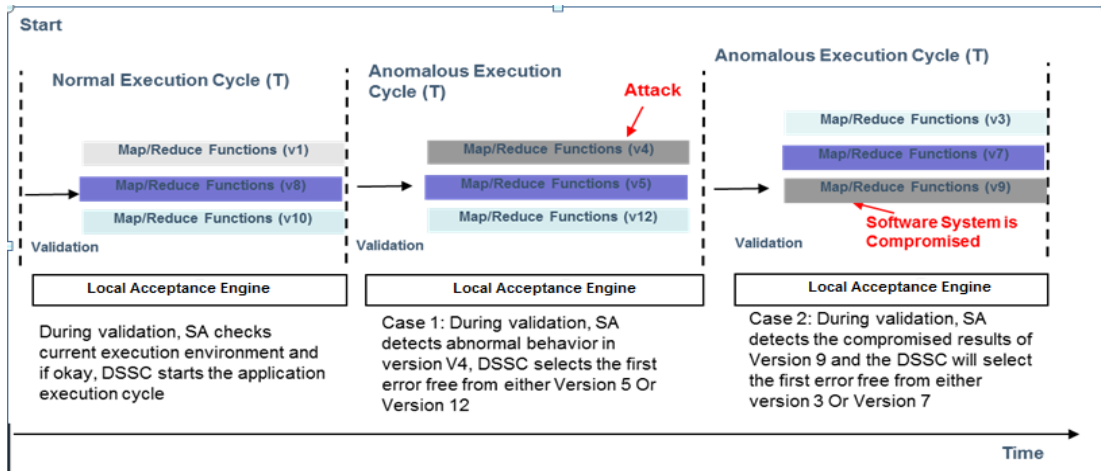 Start
Normal Execution Cycle (T)
Map/Reduce Functions (v1)
Map/Reduce Functions (v8)
Map/Reduce Functions (v10)
Validation
Local Acceptance Engine
During validation, SA checks
current execution environment and
if okay, DSSC starts the application
execution cycle
Anomalous Execution
Cycle (T)
Attack
Map/Reduce Functions (v4)
Map/Reduce Functions (v5)
Map/Reduce Functions (v12)
Validation
Local Acceptance Engine
Case 1: During validation, SA
detects abnormal behavior in
version V4, DSSC selects the first
error free from either Version 5 Or
Version 12
Anomalous Execution Cycle (T)
Map/Reduce Functions (v3)
Map/Reduce Functions (v7)
Map/Reduce Functions (v9)
Software System is
Compromised
Validation
Local Acceptance Engine
Case 2: During validation, SA
detects the compromised results of
Version 9 and the DSSC will select
the first error free from either
version 3 Or Version 7
Time